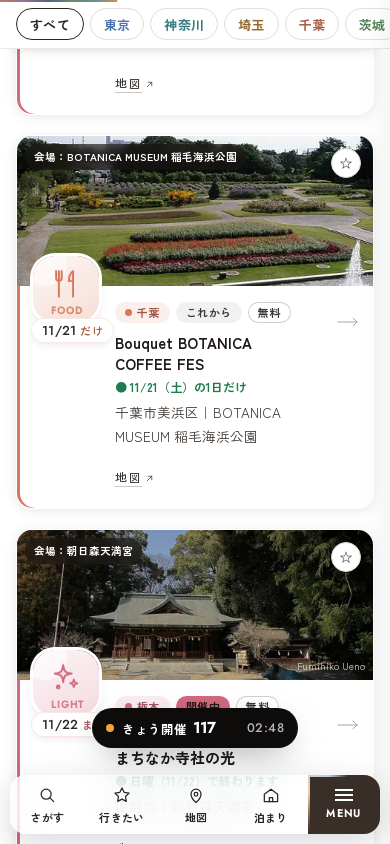 すべて
東京
神奈川
埼玉
千葉
茨城
地図 ↗
会場：BOTANICA MUSEUM 稲毛海浜公園
FOOD
11/21 だけ
千葉
これから
無料
Bouquet BOTANICA
COFFEE FES
11/21（土）の1日だけ
千葉市美浜区｜BOTANICA
MUSEUM 稲毛海浜公園
地図 ↗
会場：朝日森天満宮
Fumihiko Ueno
LIGHT
11/22 ま
栃木
開催中
無料
きょう開催 117 02:48
まちなか寺社の光
日曜（11/22）で終わります
さがす
行きたい
地図
泊まり
MENU